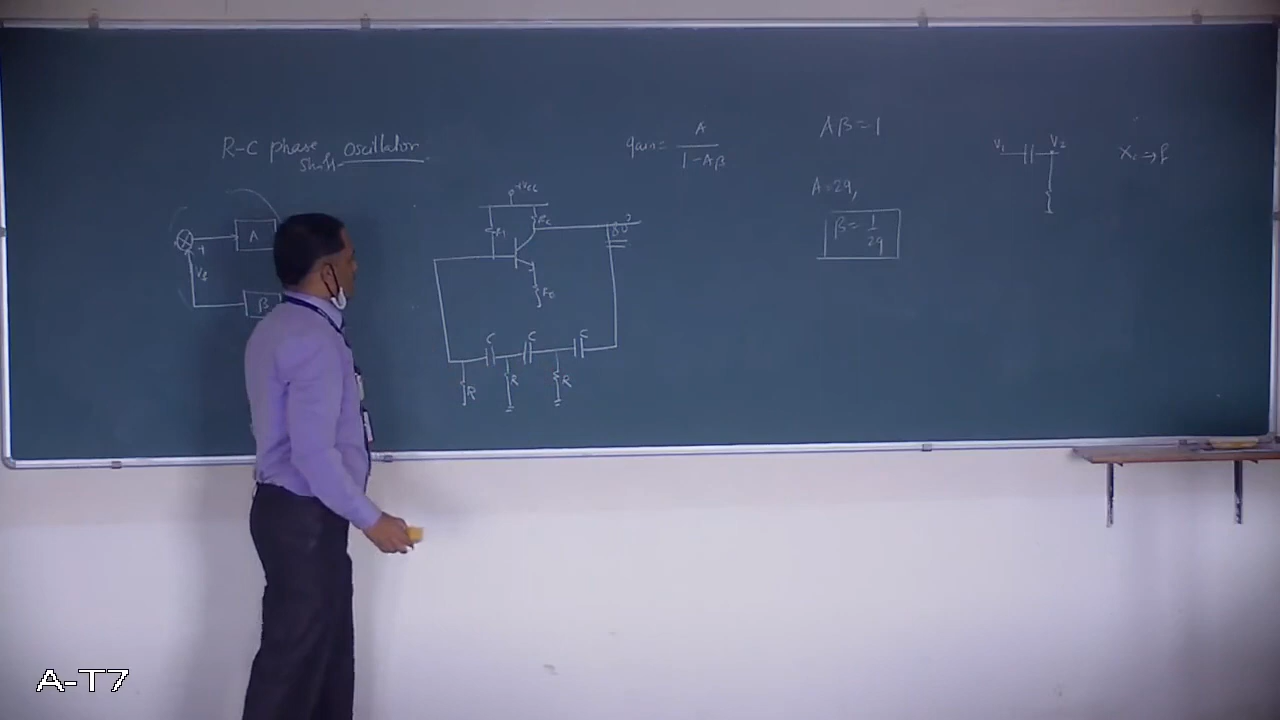 R-C phase
Shift Oscillator
A
+
Vf
β
+Vcc
R1
Rc
RE
C
C
C
R
R
R
gain = A / 1-Aβ
Aβ=1
A=29,
β = 1/29
V1
V2
Xc ⇒ f
A-T7